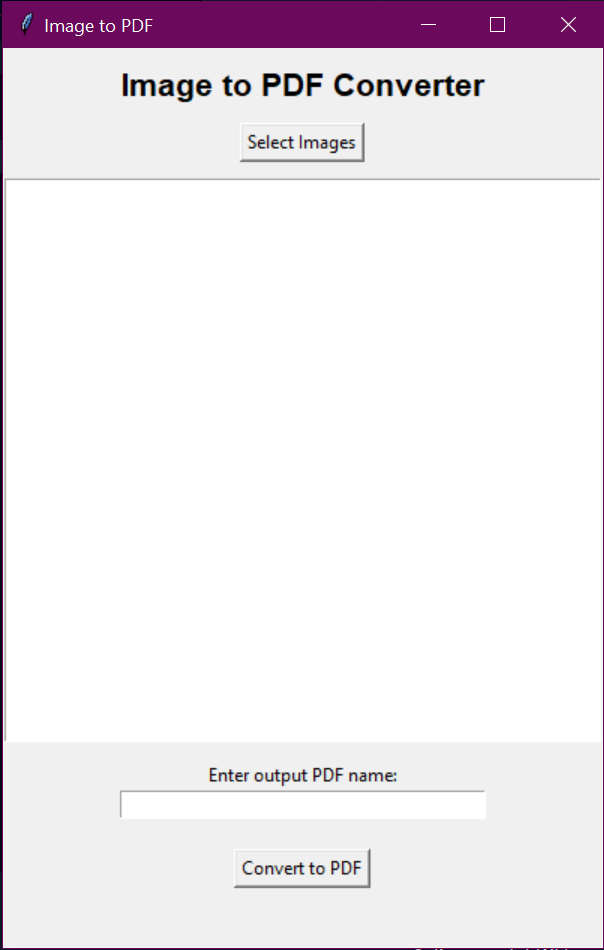 Image to PDF
Image to PDF Converter
Select Images
Enter output PDF name:
Convert to PDF